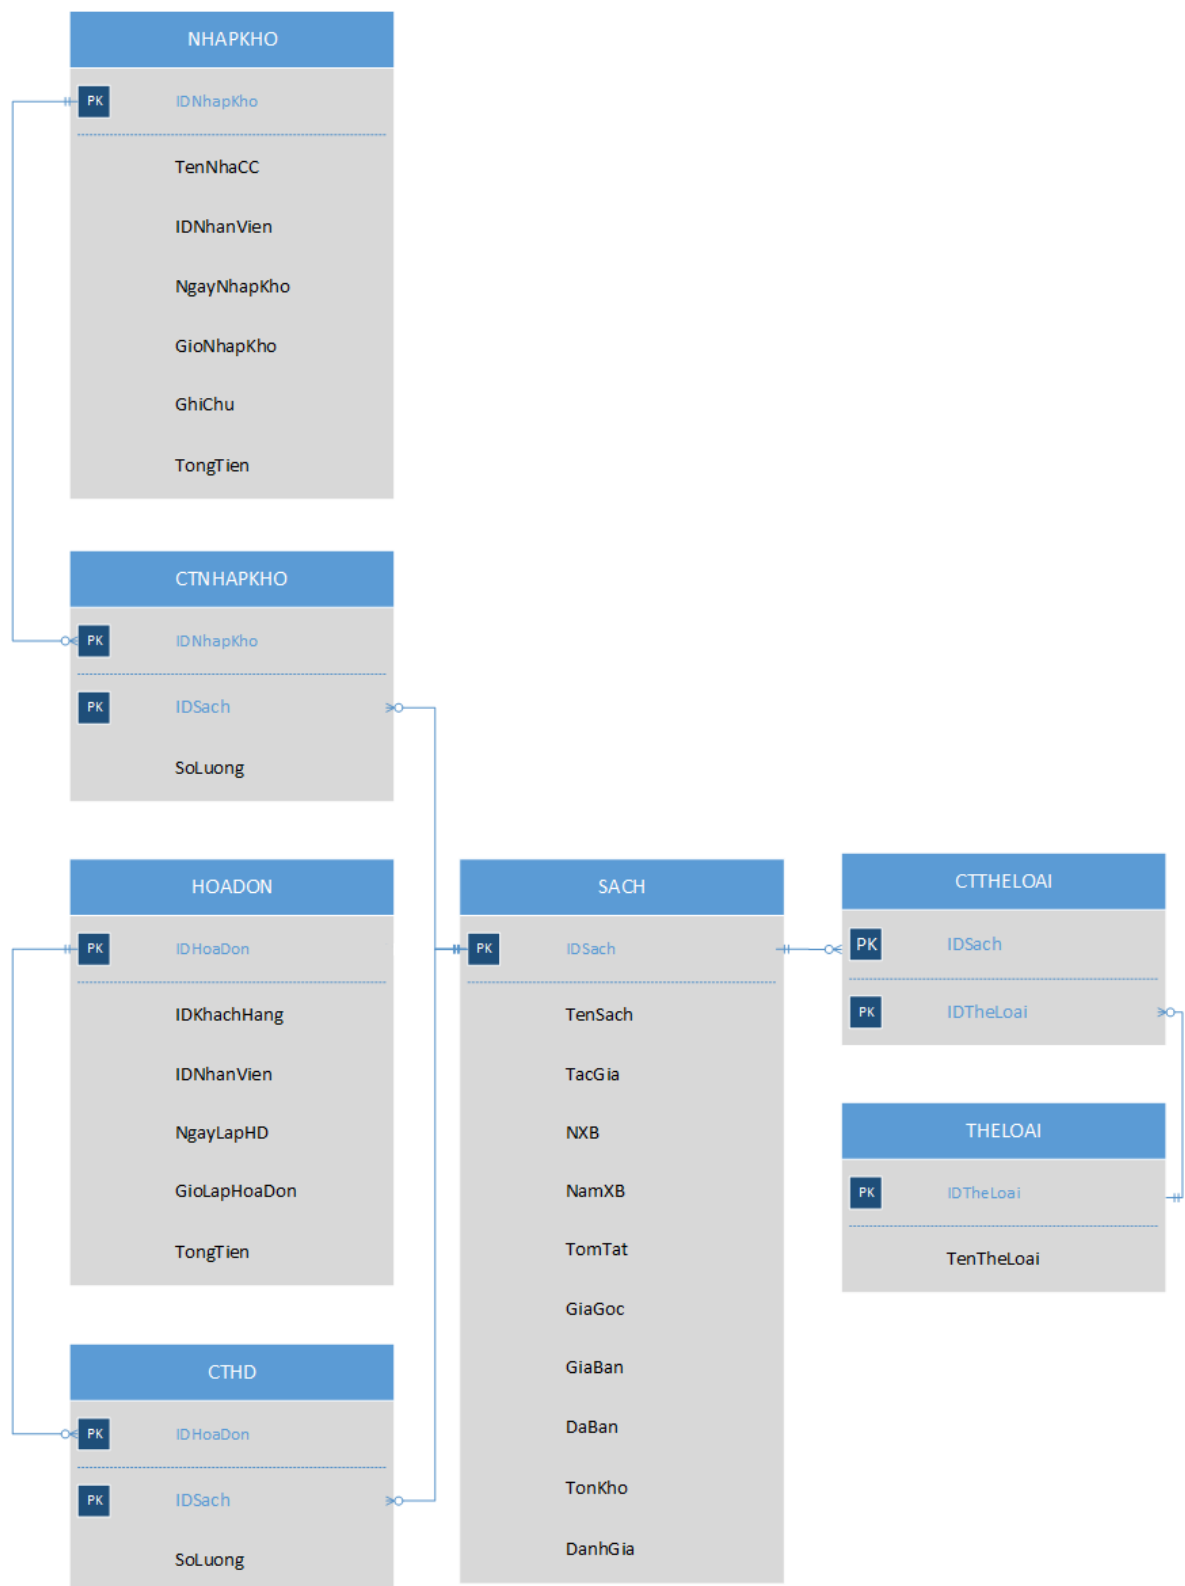 NHAPKHO
PK IDNhapKho
TenNhaCC
IDNhanVien
NgayNhapKho
GioNhapKho
GhiChu
TongTien
CTNHAPKHO
PK IDNhapKho
PK IDSach
SoLuong
HOADON
PK IDHoaDon
IDKhachHang
IDNhanVien
NgayLapHD
GioLapHoaDon
TongTien
CTHD
PK IDHoaDon
PK IDSach
SoLuong
SACH
PK IDSach
TenSach
TacGia
NXB
NamXB
TomTat
GiaGoc
GiaBan
DaBan
TonKho
DanhGia
CTTHELOAI
PK IDSach
PK IDTheLoai
THELOAI
PK IDTheLoai
TenTheLoai